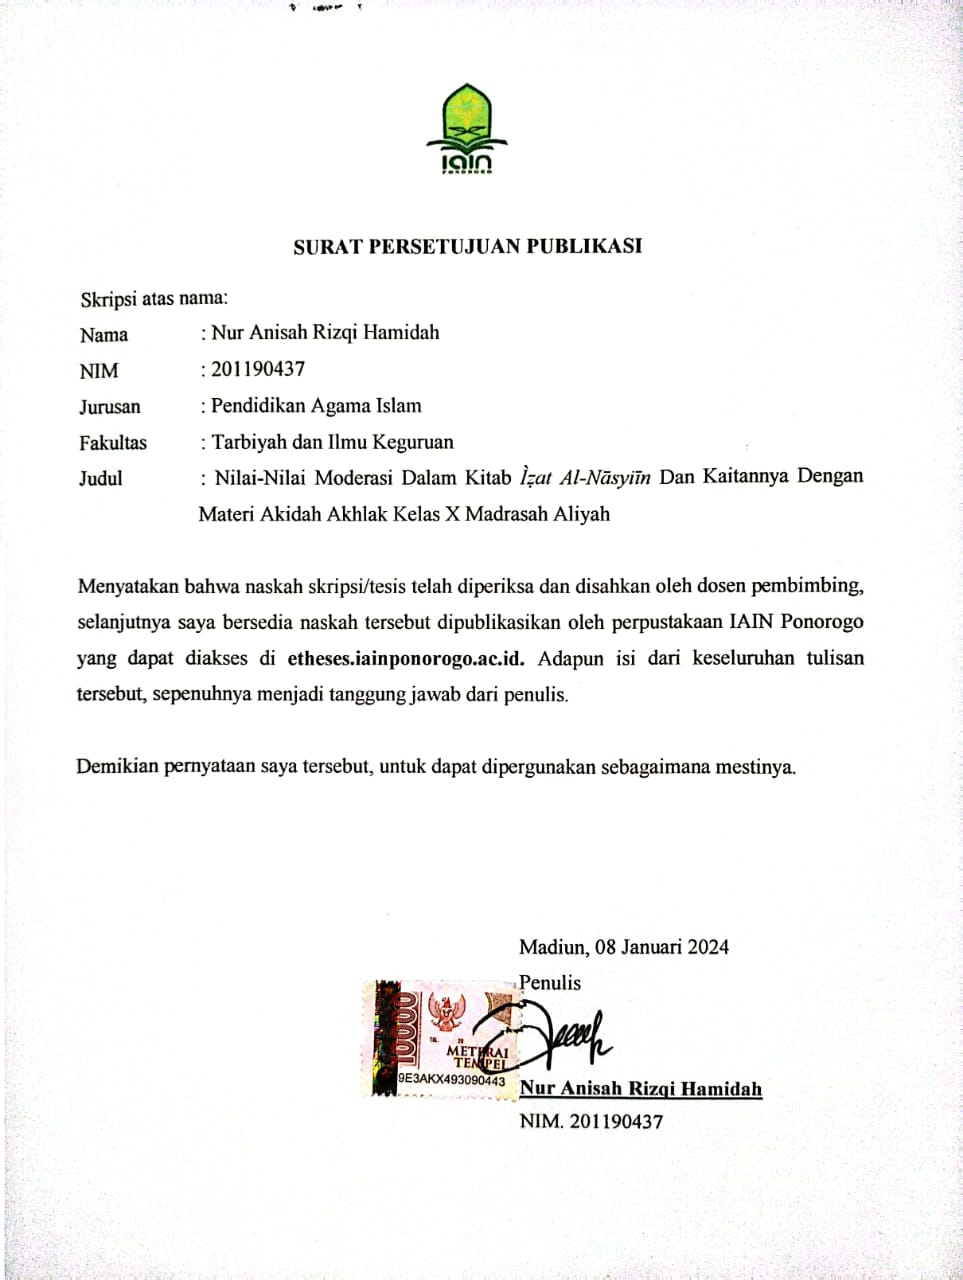 iain
PONOROGO
SURAT PERSETUJUAN PUBLIKASI
Skripsi atas nama:
Nama : Nur Anisah Rizqi Hamidah
NIM : 201190437
Jurusan : Pendidikan Agama Islam
Fakultas : Tarbiyah dan Ilmu Keguruan
Judul : Nilai-Nilai Moderasi Dalam Kitab Ìẓat Al-Nāsyiīn Dan Kaitannya Dengan
Materi Akidah Akhlak Kelas X Madrasah Aliyah
Menyatakan bahwa naskah skripsi/tesis telah diperiksa dan disahkan oleh dosen pembimbing,
selanjutnya saya bersedia naskah tersebut dipublikasikan oleh perpustakaan IAIN Ponorogo
yang dapat diakses di etheses.iainponorogo.ac.id. Adapun isi dari keseluruhan tulisan
tersebut, sepenuhnya menjadi tanggung jawab dari penulis.
Demikian pernyataan saya tersebut, untuk dapat dipergunakan sebagaimana mestinya.
Madiun, 08 Januari 2024
Penulis
10000
METERAI
TEMPEL
9E3AKX493090443
Nur Anisah Rizqi Hamidah
NIM. 201190437